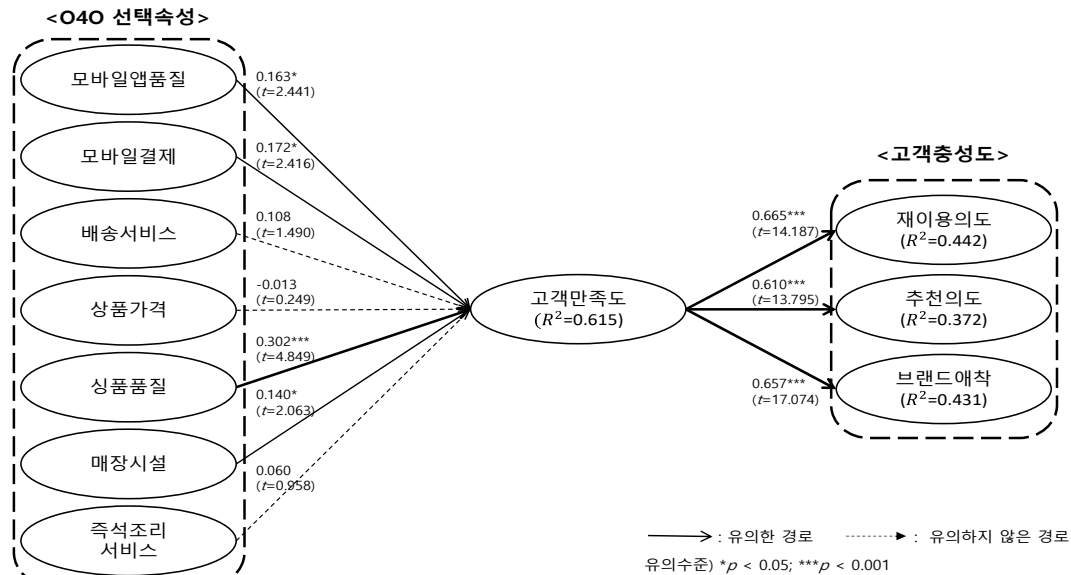 <O4O 선택속성>
모바일앱품질
0.163*
(t=2.441)
모바일결제
0.172*
(t=2.416)
배송서비스
0.108
(t=1.490)
상품가격
-0.013
(t=0.249)
싱품품질
0.302***
(t=4.849)
매장시설
0.140*
(t=2.063)
즉석조리
서비스
0.060
(t=0.958)
고객만족도
(R²=0.615)
<고객충성도>
0.665***
(t=14.187)
재이용의도
(R²=0.442)
0.610***
(t=13.795)
추천의도
(R²=0.372)
0.657***
(t=17.074)
브랜드애착
(R²=0.431)
: 유의한 경로 : 유의하지 않은 경로
유의수준) *p < 0.05; ***p < 0.001